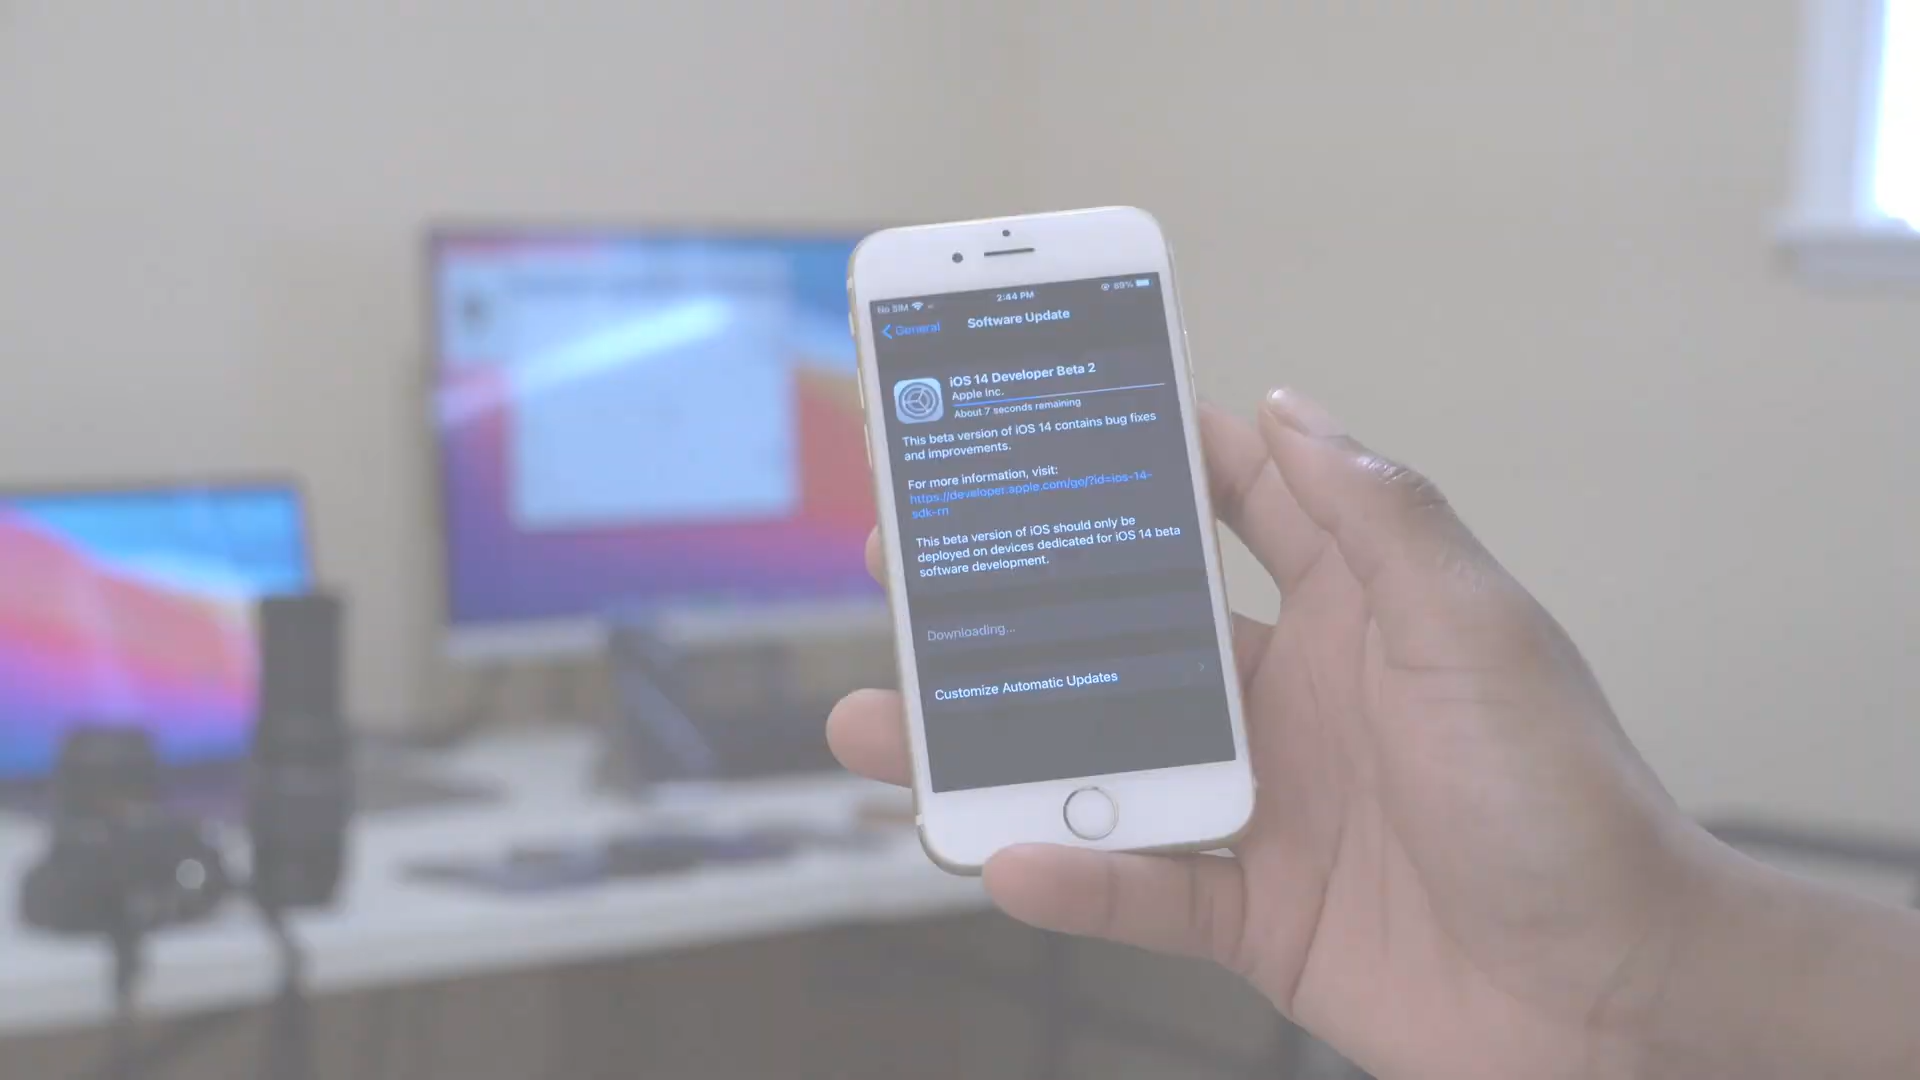 No SIM
2:44 PM
89%
General
Software Update
iOS 14 Developer Beta 2
Apple Inc.
About 7 seconds remaining
This beta version of iOS 14 contains bug fixes
and improvements.
For more information, visit:
https://developer.apple.com/go/?id=ios-14-
sdk-rn
This beta version of iOS should only be
deployed on devices dedicated for iOS 14 beta
software development.
Downloading...
Customize Automatic Updates